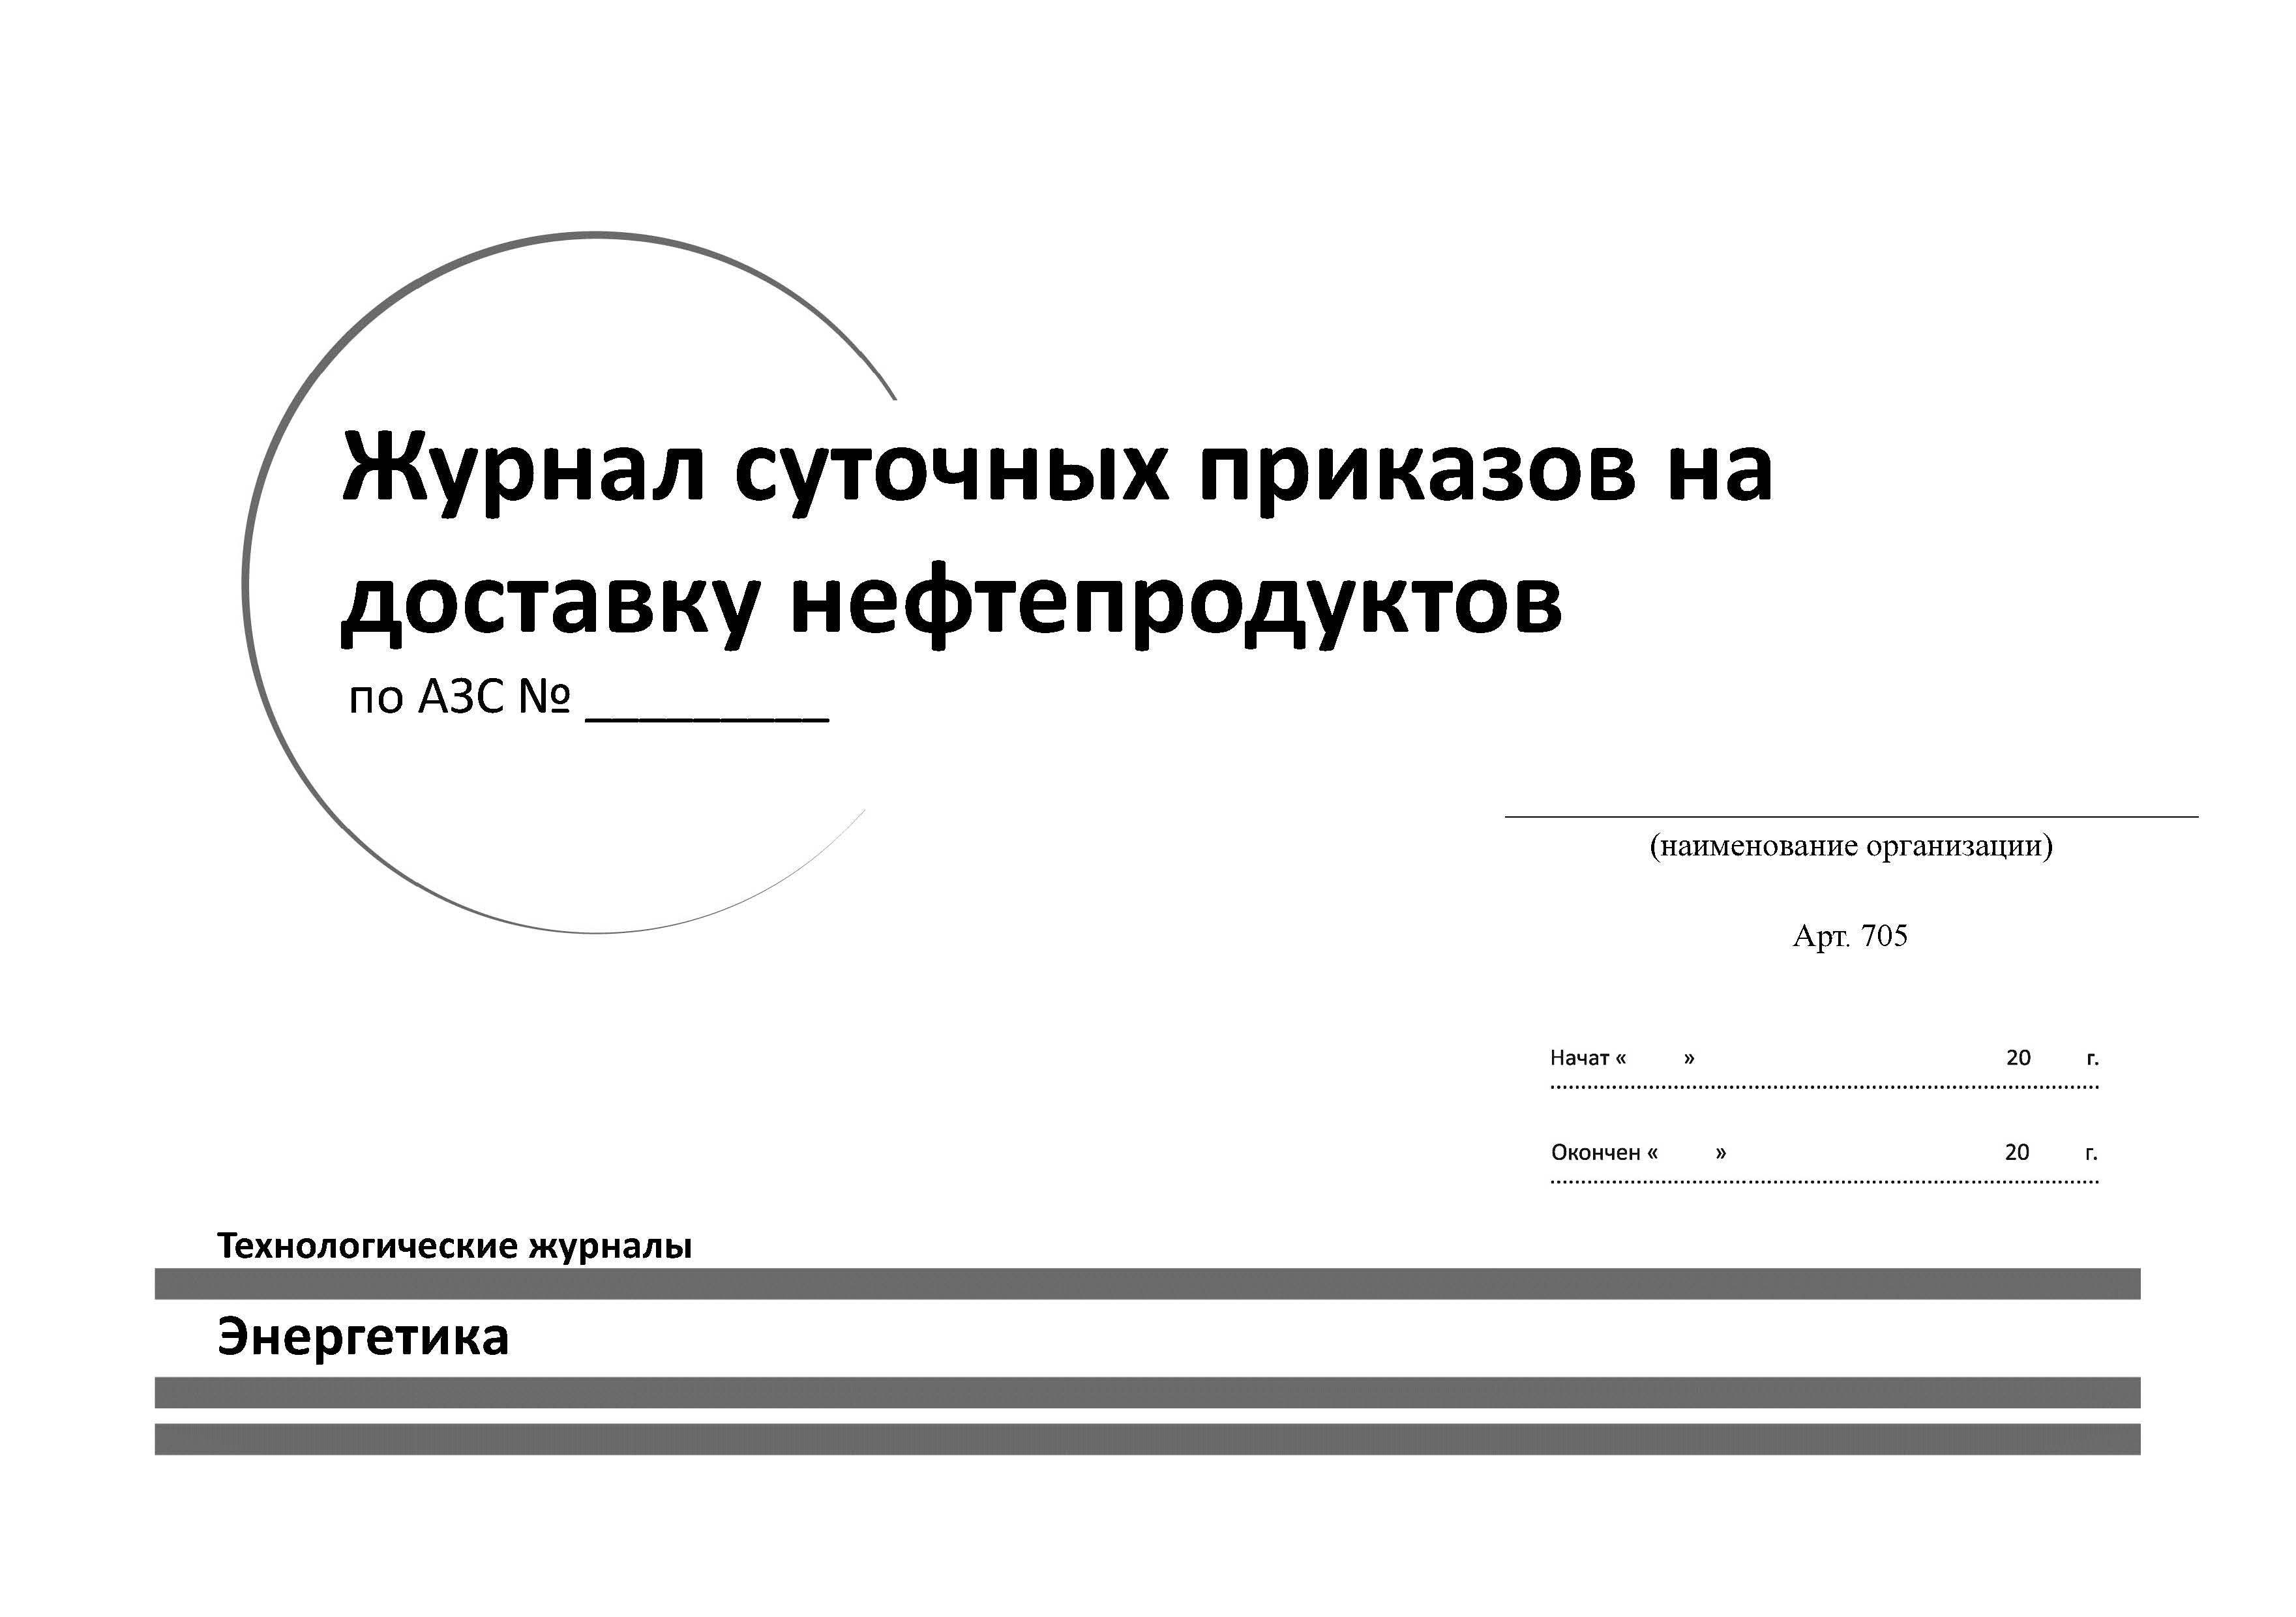 Журнал суточных приказов на
доставку нефтепродуктов
по АЗС № _________
(наименование организации)
Арт. 705
Начат « » 20 г.
Окончен « » 20 г.
Технологические журналы
Энергетика